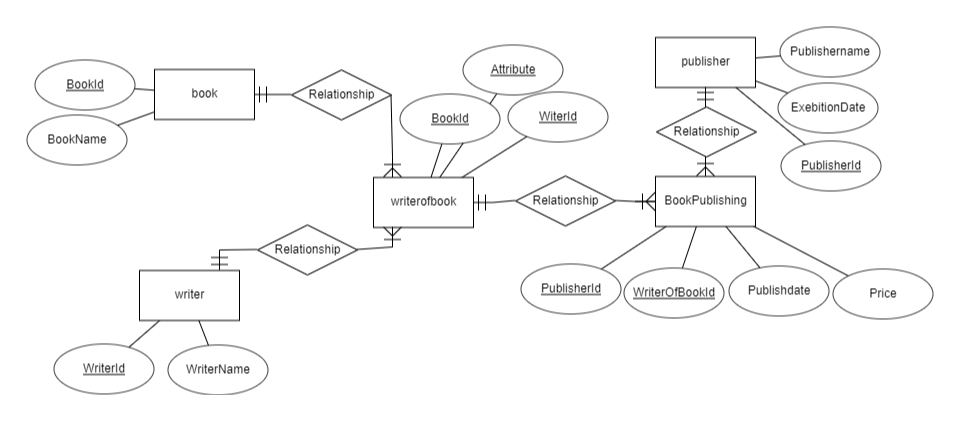 Publishername
publisher
Attribute
BookId
book
Relationship
ExebitionDate
BookId
WiterId
BookName
Relationship
PublisherId
writerofbook
Relationship
BookPublishing
Relationship
writer
PublisherId
WriterOfBookId
Publishdate
Price
WriterId
WriterName